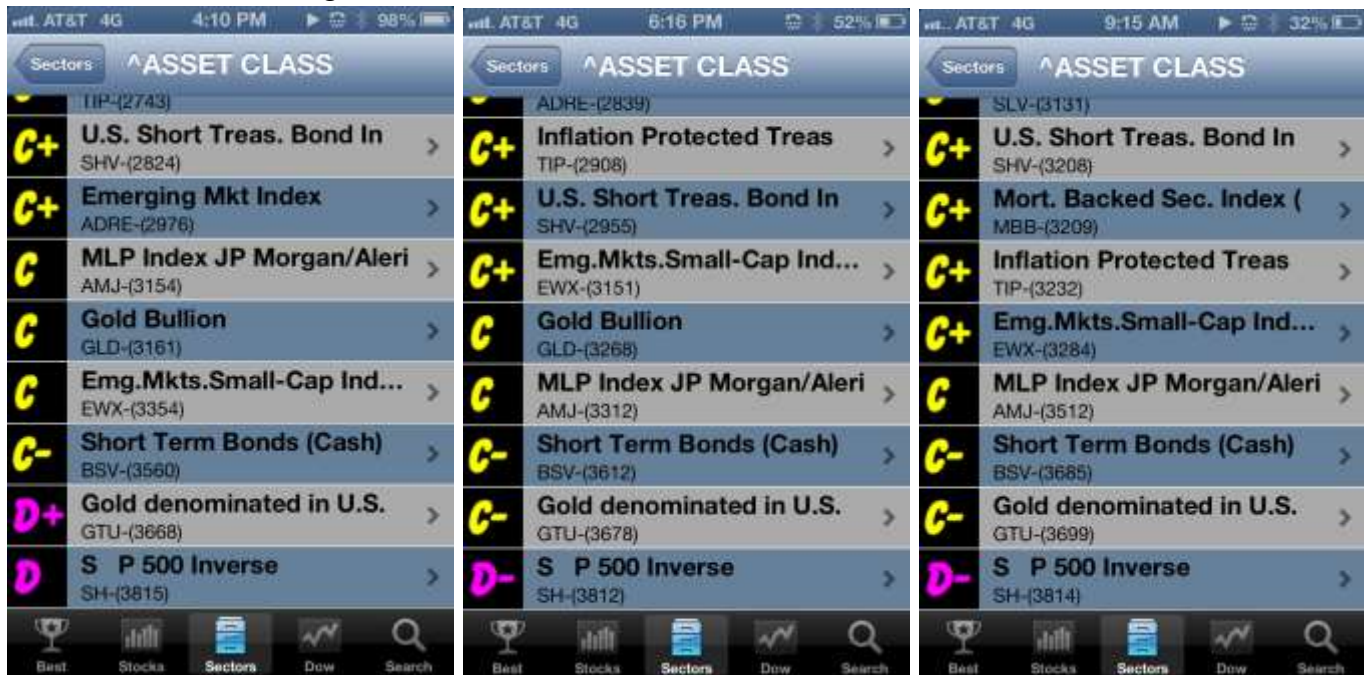 AT&T 4G 4:10 PM 98%
Sectors ^ASSET CLASS
C TIP-(2743)
C+ U.S. Short Treas. Bond In
SHV-(2824)
C+ Emerging Mkt Index
ADRE-(2976)
C MLP Index JP Morgan/Aleri
AMJ-(3154)
C Gold Bullion
GLD-(3161)
C Emg.Mkts.Small-Cap Ind...
EWX-(3354)
C- Short Term Bonds (Cash)
BSV-(3560)
D+ Gold denominated in U.S.
GTU-(3668)
D S P 500 Inverse
SH-(3815)
Best Stocks Sectors Dow Search
AT&T 4G 6:16 PM 52%
Sectors ^ASSET CLASS
ADRE-(2839)
C+ Inflation Protected Treas
TIP-(2908)
C+ U.S. Short Treas. Bond In
SHV-(2955)
C+ Emg.Mkts.Small-Cap Ind...
EWX-(3151)
C Gold Bullion
GLD-(3268)
C MLP Index JP Morgan/Aleri
AMJ-(3312)
C- Short Term Bonds (Cash)
BSV-(3612)
C- Gold denominated in U.S.
GTU-(3678)
D- S P 500 Inverse
SH-(3812)
Best Stocks Sectors Dow Search
AT&T 4G 9:15 AM 32%
Sectors ^ASSET CLASS
SLV-(3131)
C+ U.S. Short Treas. Bond In
SHV-(3208)
C+ Mort. Backed Sec. Index (
MBB-(3209)
C+ Inflation Protected Treas
TIP-(3232)
C+ Emg.Mkts.Small-Cap Ind...
EWX-(3284)
C MLP Index JP Morgan/Aleri
AMJ-(3512)
C- Short Term Bonds (Cash)
BSV-(3685)
C- Gold denominated in U.S.
GTU-(3699)
D- S P 500 Inverse
SH-(3814)
Best Stocks Sectors Dow Search